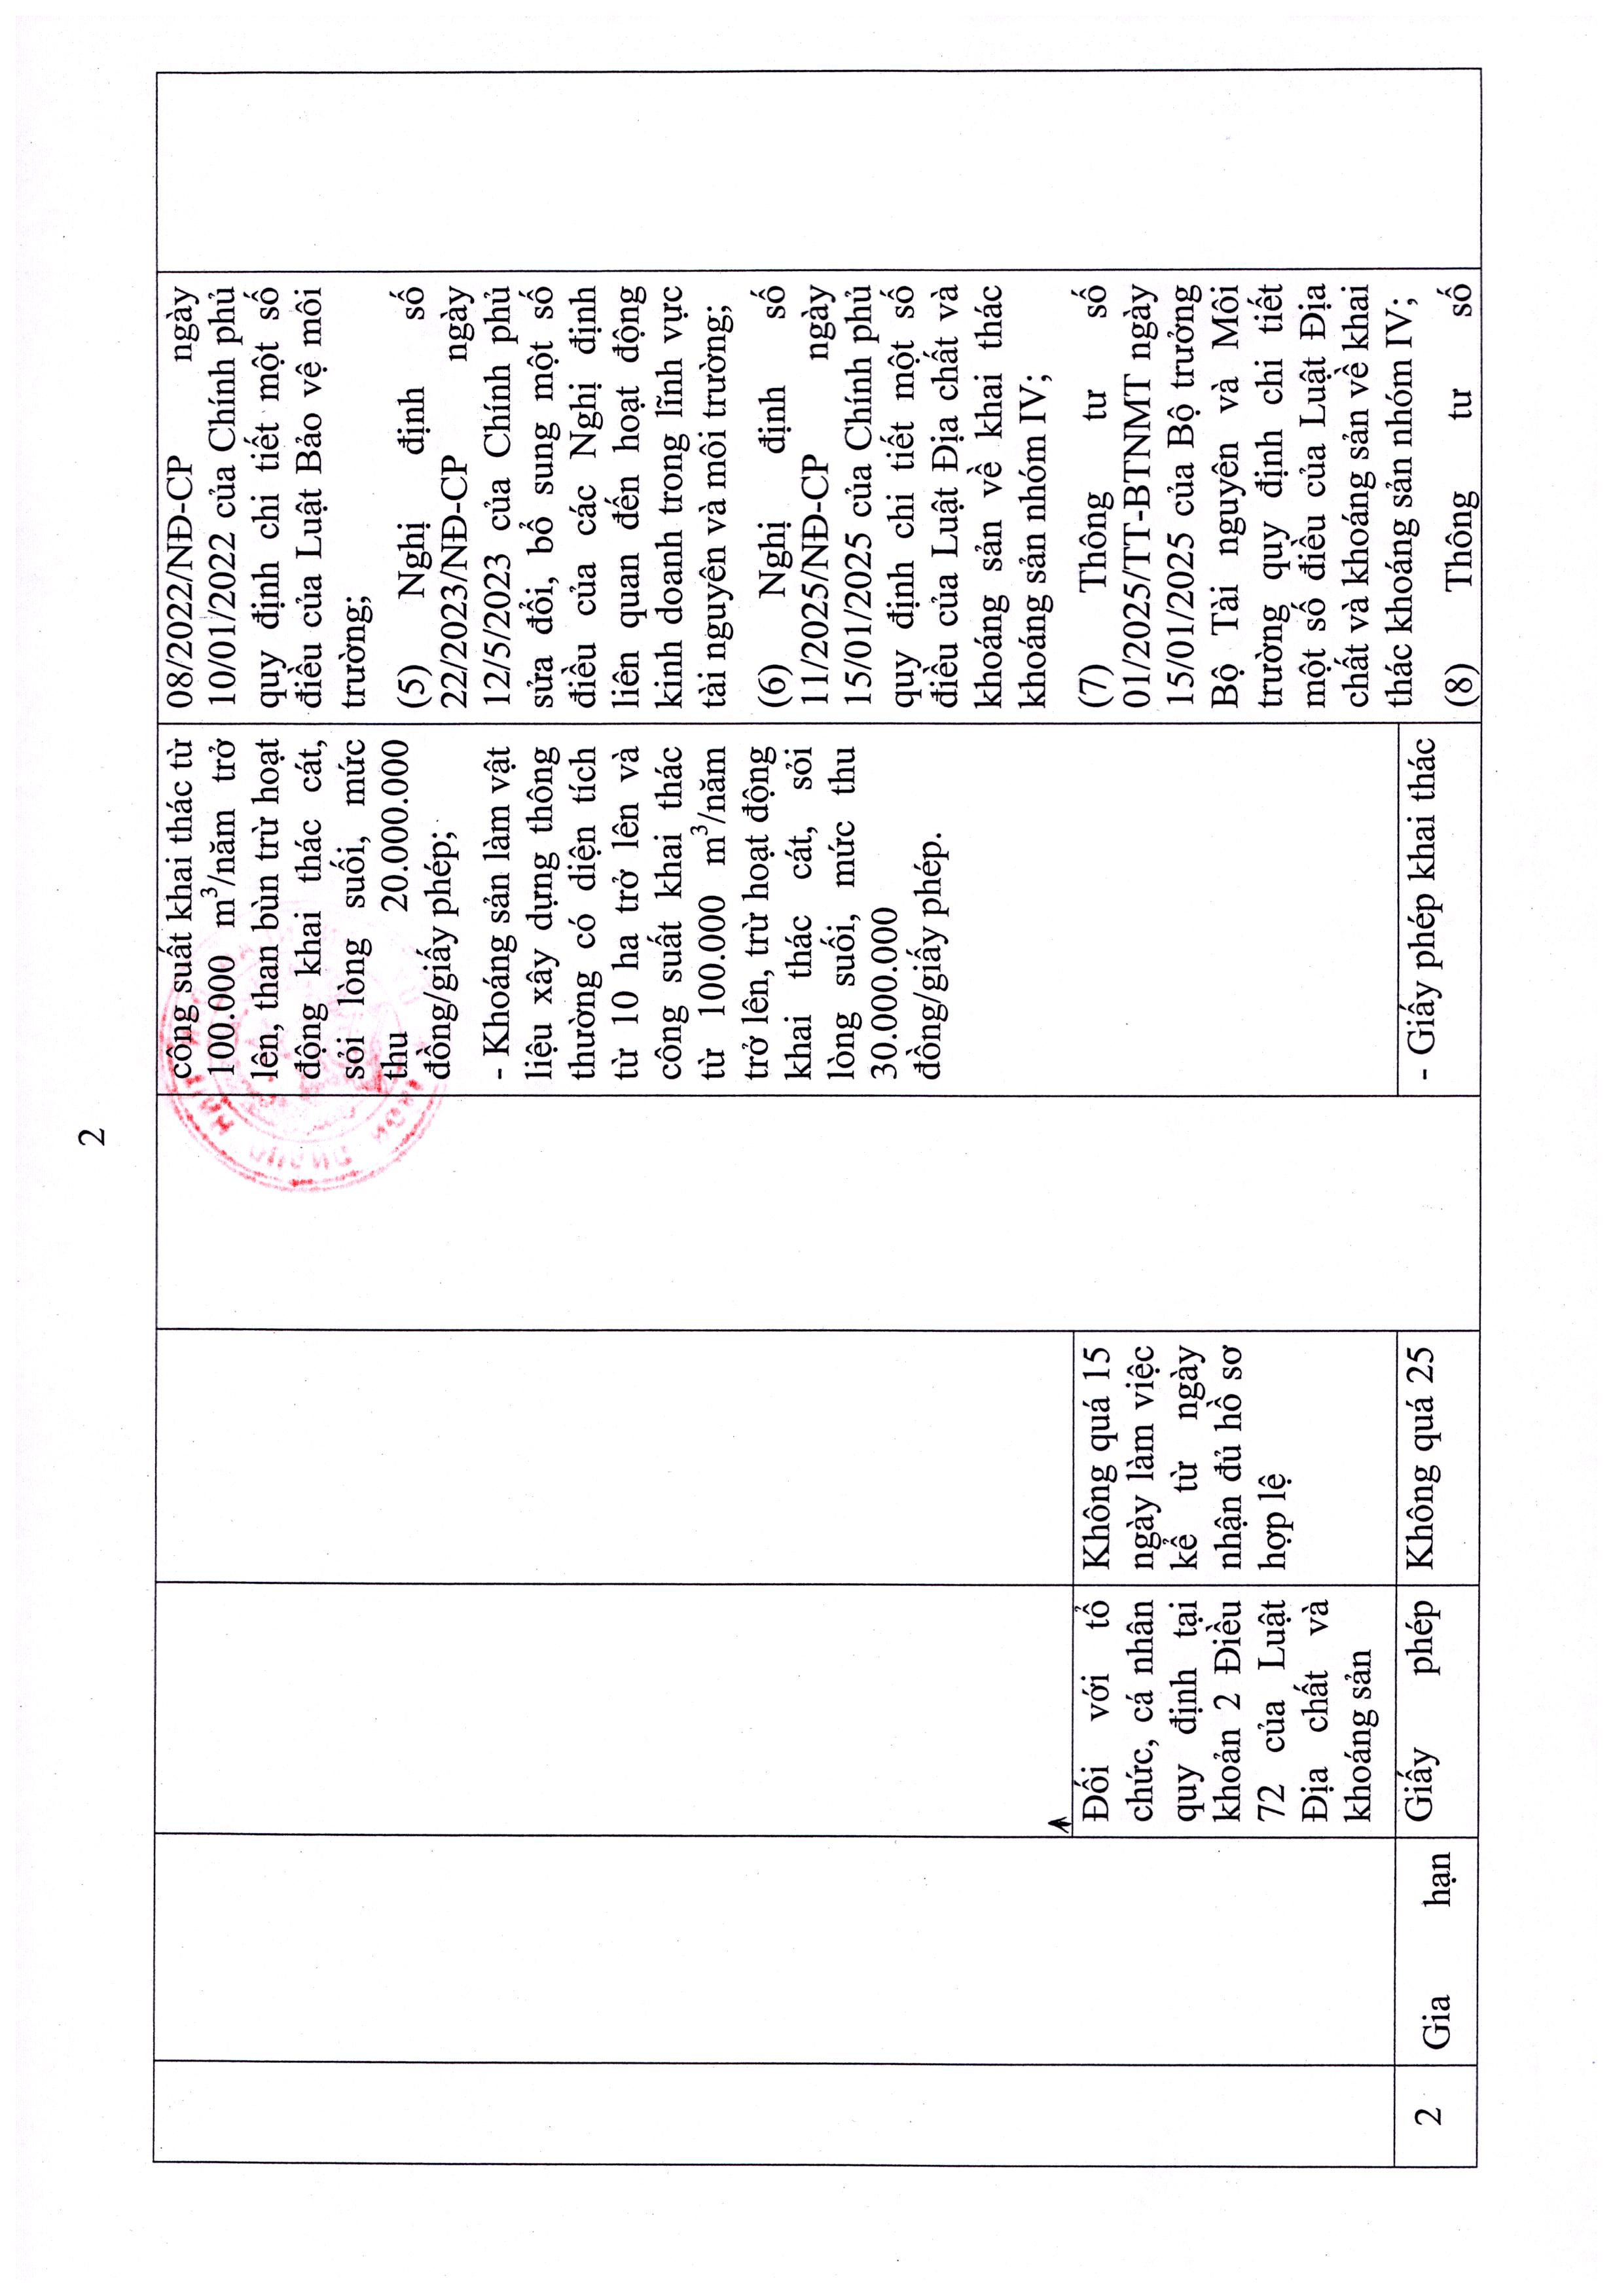 2
công suất khai thác từ
100.000 m³/năm trở
lên, than bùn trừ hoạt
động khai thác cát,
sỏi lòng suối, mức
thu 20.000.000
đồng/giấy phép;
- Khoáng sản làm vật
liệu xây dựng thông
thường có diện tích
từ 10 ha trở lên và
công suất khai thác
từ 100.000 m³/năm
trở lên, trừ hoạt động
khai thác cát, sỏi
lòng suối, mức thu
30.000.000
đồng/giấy phép.
08/2022/NĐ-CP ngày
10/01/2022 của Chính phủ
quy định chi tiết một số
điều của Luật Bảo vệ môi
trường;
(5) Nghị định số
22/2023/NĐ-CP ngày
12/5/2023 của Chính phủ
sửa đổi, bổ sung một số
điều của các Nghị định
liên quan đến hoạt động
kinh doanh trong lĩnh vực
tài nguyên và môi trường;
(6) Nghị định số
11/2025/NĐ-CP ngày
15/01/2025 của Chính phủ
quy định chi tiết một số
điều của Luật Địa chất và
khoáng sản về khai thác
khoáng sản nhóm IV;
(7) Thông tư số
01/2025/TT-BTNMT ngày
15/01/2025 của Bộ trưởng
Bộ Tài nguyên và Môi
trường quy định chi tiết
một số điều của Luật Địa
chất và khoáng sản về khai
thác khoáng sản nhóm IV;
(8) Thông tư số
Đối với tổ
chức, cá nhân
quy định tại
khoản 2 Điều
72 của Luật
Địa chất và
khoáng sản
Không quá 15
ngày làm việc
kể từ ngày
nhận đủ hồ sơ
hợp lệ
2
Gia hạn
Giấy phép
Không quá 25
- Giấy phép khai thác